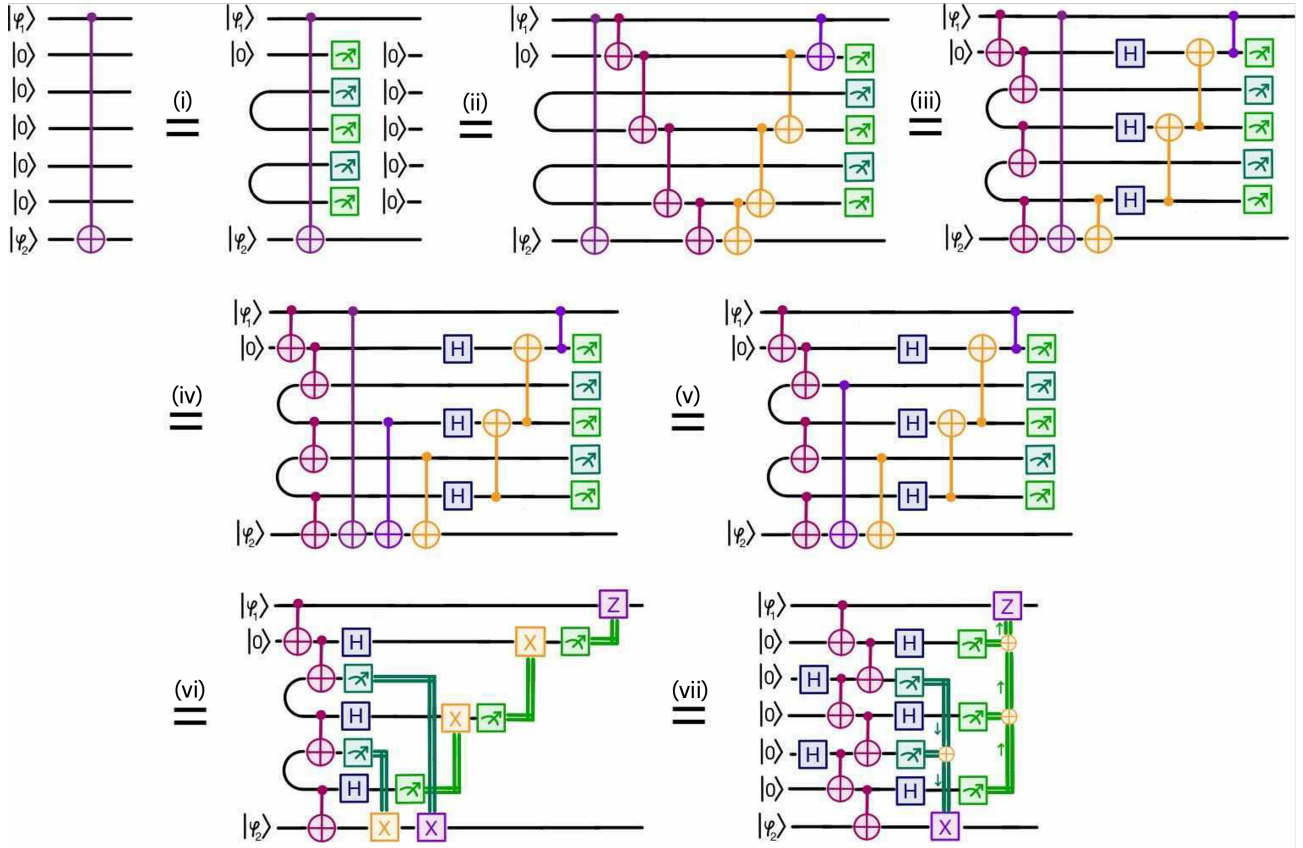 |φ₁⟩
|0⟩
|0⟩
|0⟩
|0⟩
|0⟩
|φ₂⟩
(i)
=
|φ₁⟩
|0⟩ |0⟩
|0⟩
|0⟩
|0⟩
|0⟩
|φ₂⟩
(ii)
=
|φ₁⟩
|0⟩
|φ₂⟩
(iii)
=
|φ₁⟩
|0⟩ H
H
H
|φ₂⟩
(iv)
=
|φ₁⟩
|0⟩ H
H
H
|φ₂⟩
(v)
=
|φ₁⟩
|0⟩ H
H
H
|φ₂⟩
(vi)
=
|φ₁⟩ Z
|0⟩ H X
H X
H
|φ₂⟩ X X
(vii)
=
|φ₁⟩ Z
|0⟩ H ↑
|0⟩ H ↑
|0⟩ H ↓
|0⟩ H ↑
|0⟩ H ↓
|φ₂⟩ X